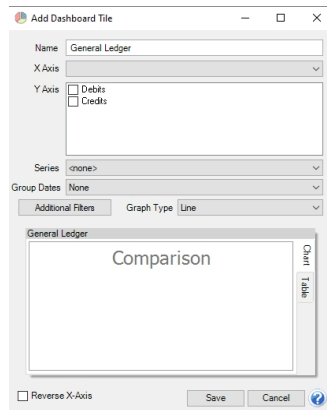 Add Dashboard Tile
Name General Ledger
X Axis
Y Axis Debits
Credits
Series <none>
Group Dates None
Additional Filters Graph Type Line
General Ledger
Comparison
Chart
Table
Reverse X-Axis Save Cancel ?